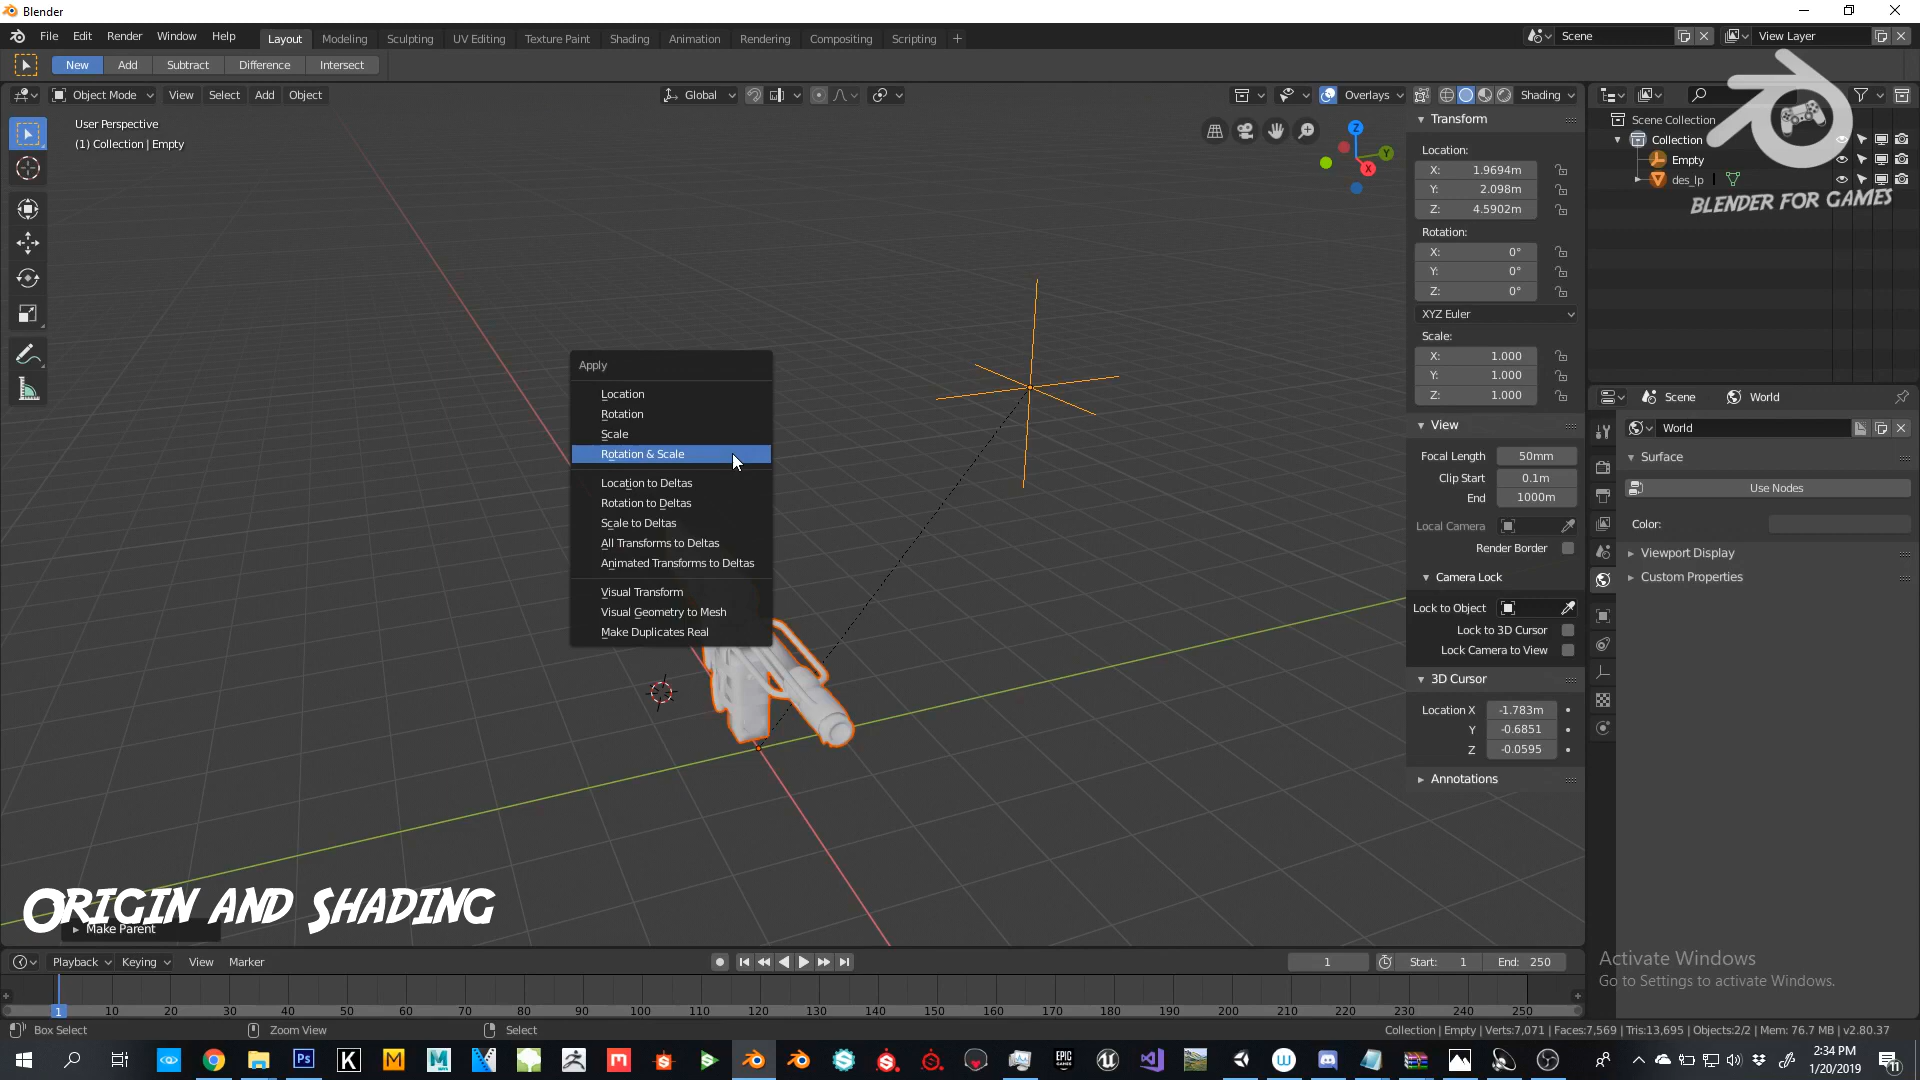 Blender
File Edit Render Window Help
Layout Modeling Sculpting UV Editing Texture Paint Shading Animation Rendering Compositing Scripting +
Scene
View Layer
New Add Subtract Difference Intersect
Object Mode View Select Add Object
Global
Overlays
Shading
User Perspective
(1) Collection | Empty
Z
Y
X
Transform
Location:
X: 1.9694m
Y: 2.098m
Z: 4.5902m
Rotation:
X: 0°
Y: 0°
Z: 0°
XYZ Euler
Scale:
X: 1.000
Y: 1.000
Z: 1.000
View
Focal Length 50mm
Clip Start 0.1m
End 1000m
Local Camera
Render Border
Camera Lock
Lock to Object
Lock to 3D Cursor
Lock Camera to View
3D Cursor
Location X -1.783m
Y -0.6851
Z -0.0595
Annotations
Scene Collection
Collection
Empty
des_lp
BLENDER FOR GAMES
Scene World
World
Surface
Use Nodes
Color:
Viewport Display
Custom Properties
Apply
Location
Rotation
Scale
Rotation & Scale
Location to Deltas
Rotation to Deltas
Scale to Deltas
All Transforms to Deltas
Animated Transforms to Deltas
Visual Transform
Visual Geometry to Mesh
Make Duplicates Real
ORIGIN AND SHADING
Make Parent
Activate Windows
Go to Settings to activate Windows.
Playback Keying View Marker
1
Start: 1
End: 250
1 10 20 30 40 50 60 70 80 90 100 110 120 130 140 150 160 170 180 190 200 210 220 230 240 250
Box Select
Zoom View
Select
Collection | Empty | Verts:7,071 | Faces:7,569 | Tris:13,695 | Objects:2/2 | Mem: 76.7 MB | v2.80.37
Ps
K
M
EPIC GAMES
2:34 PM
1/20/2019
11